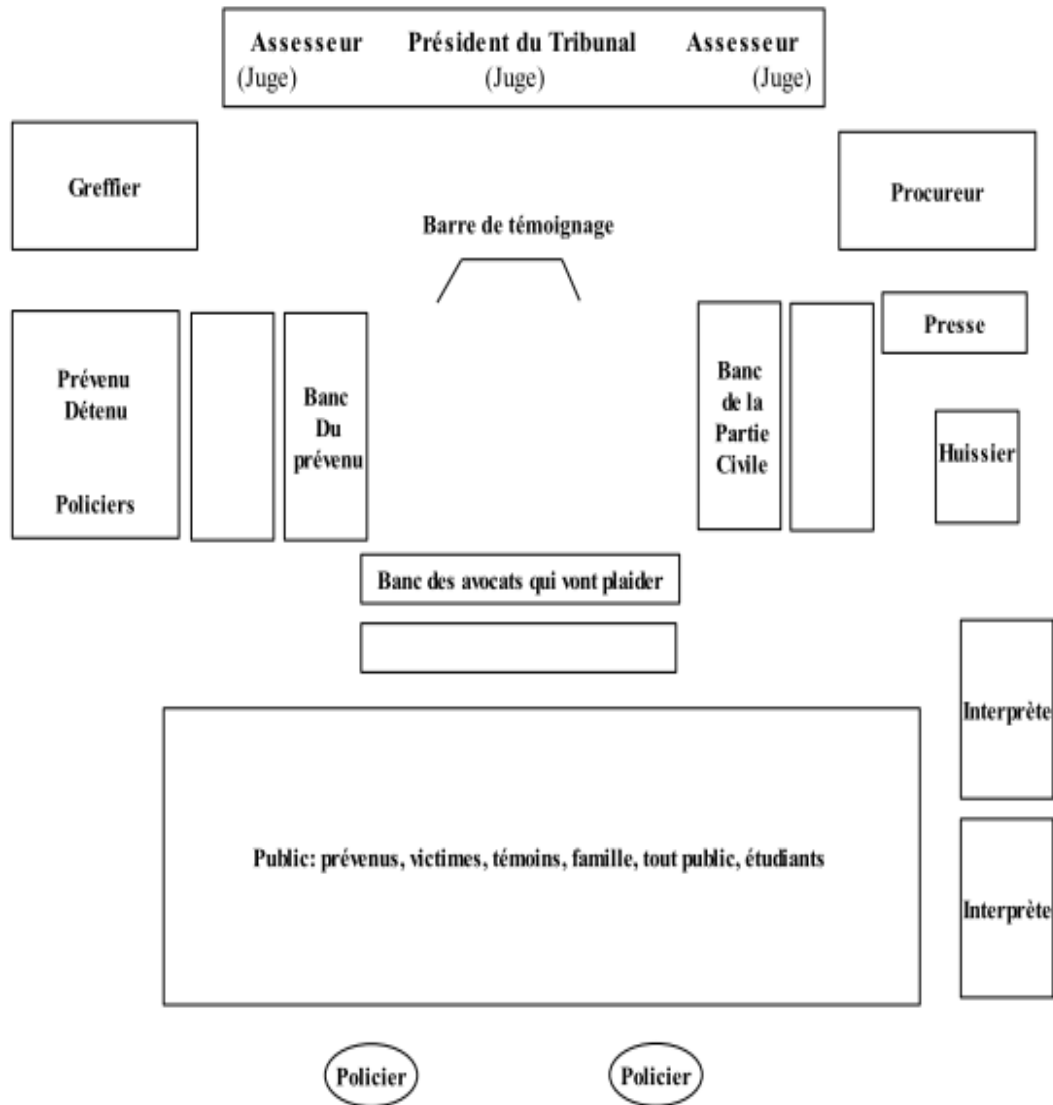 Assesseur Président du Tribunal Assesseur
(Juge) (Juge) (Juge)
Greffier
Procureur
Barre de témoignage
Presse
Prévenu
Détenu
Policiers
Banc
Du
prévenu
Banc
de la
Partie
Civile
Huissier
Banc des avocats qui vont plaider
Interprète
Public: prévenus, victimes, témoins, famille, tout public, étudiants
Interprète
Policier
Policier